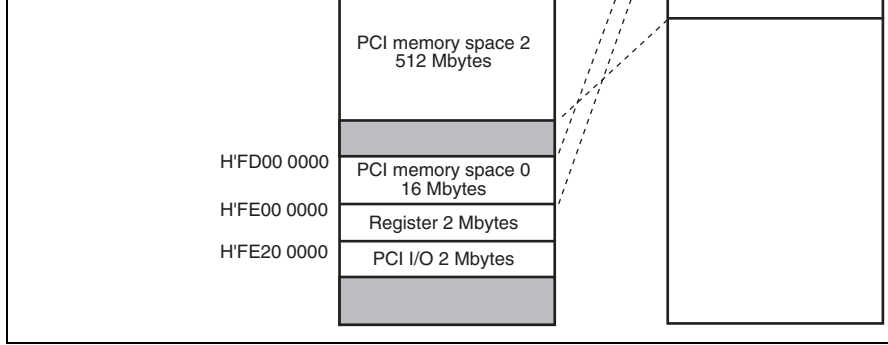 PCI memory space 2
512 Mbytes
H'FD00 0000
PCI memory space 0
16 Mbytes
H'FE00 0000
Register 2 Mbytes
H'FE20 0000
PCI I/O 2 Mbytes